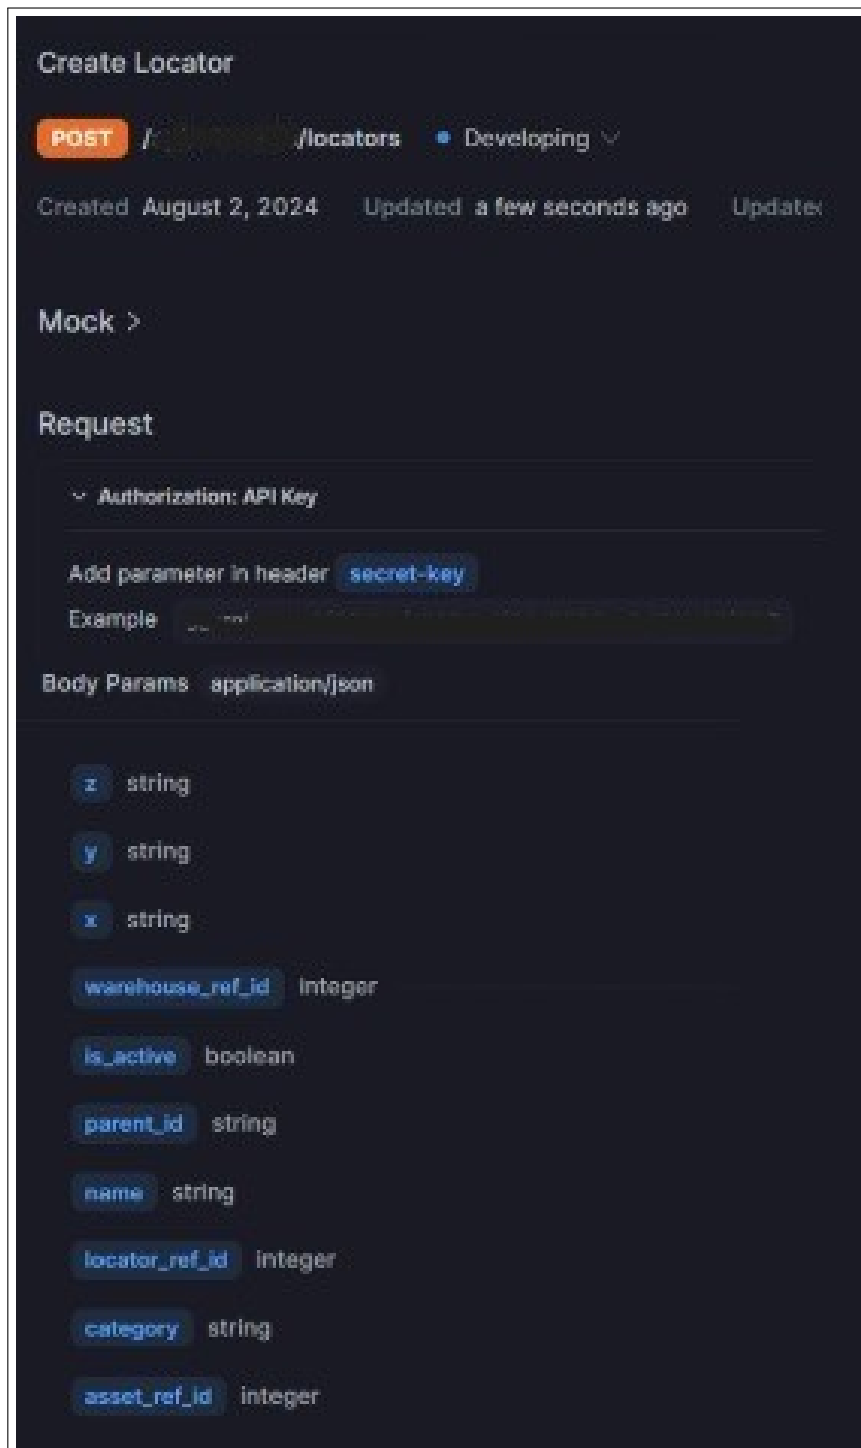 Create Locator
POST / /locators Developing
Created August 2, 2024 Updated a few seconds ago Update
Mock >
Request
Authorization: API Key
Add parameter in header secret-key
Example
Body Params application/json
z string
y string
x string
warehouse_ref_id integer
is_active boolean
parent_id string
name string
locator_ref_id integer
category string
asset_ref_id integer